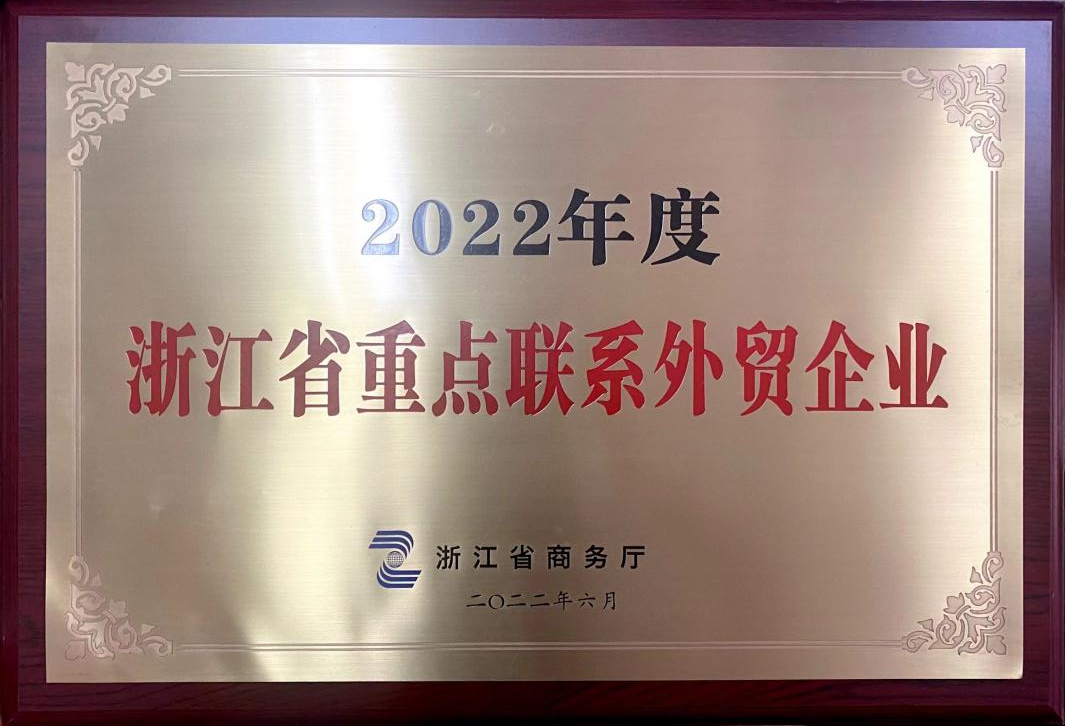 2022年度
浙江省重点联系外贸企业
浙江省商务厅
二〇二二年六月